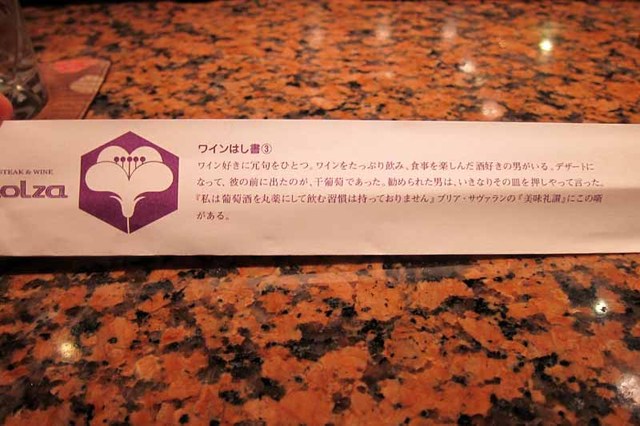 STEAK & WINE
olza
ワインはし書③
ワイン好きに冗句をひとつ。ワインをたっぷり飲み、食事を楽しんだ酒好きの男がいる。デザートに
なって、彼の前に出たのが、干葡萄であった。勧められた男は、いきなりその皿を押しやって言った。
『私は葡萄酒を丸薬にして飲む習慣は持っておりません』ブリア・サヴァランの『美味礼讃』にこの噺
がある。